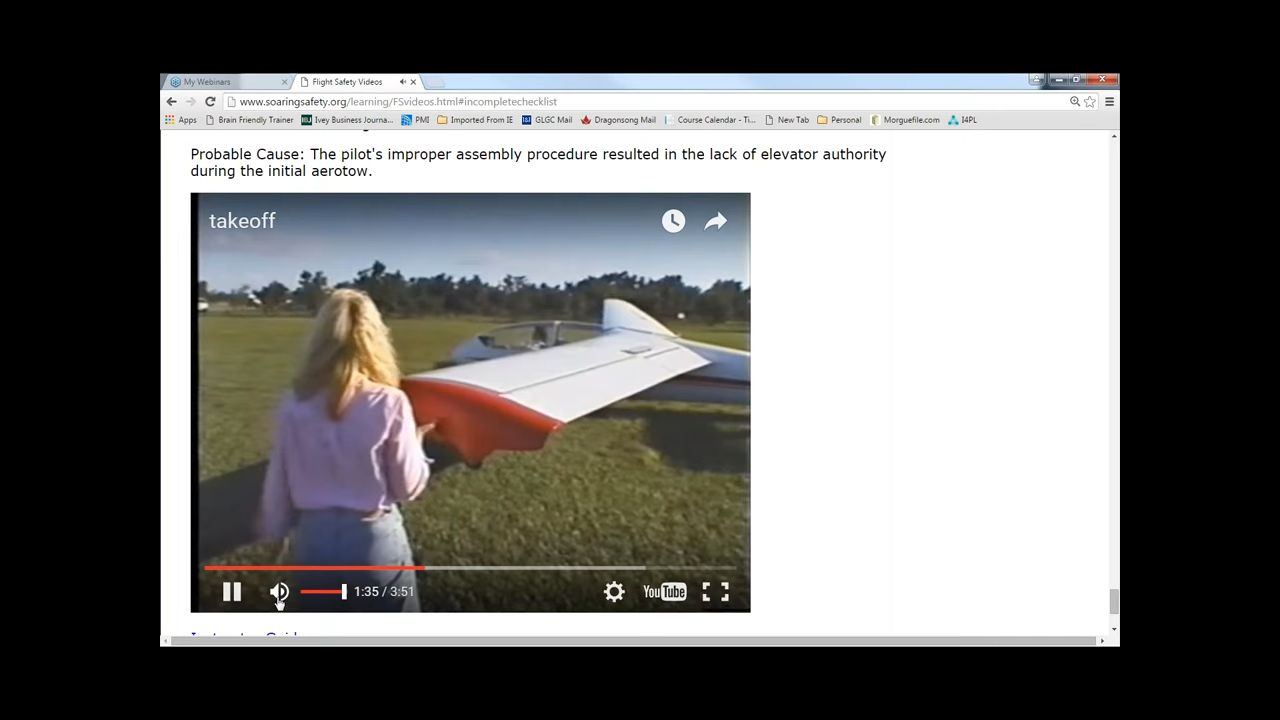 My Webinars
Flight Safety Videos
www.soaringsafety.org/learning/FSvideos.html#incompletechecklist
Apps Brain Friendly Trainer Ivey Business Journa... PMI Imported From IE GLGC Mail Dragonsong Mail Course Calendar - Ti... New Tab Personal Morguefile.com I4PL
Probable Cause: The pilot's improper assembly procedure resulted in the lack of elevator authority
during the initial aerotow.
takeoff
1:35 / 3:51
YouTube